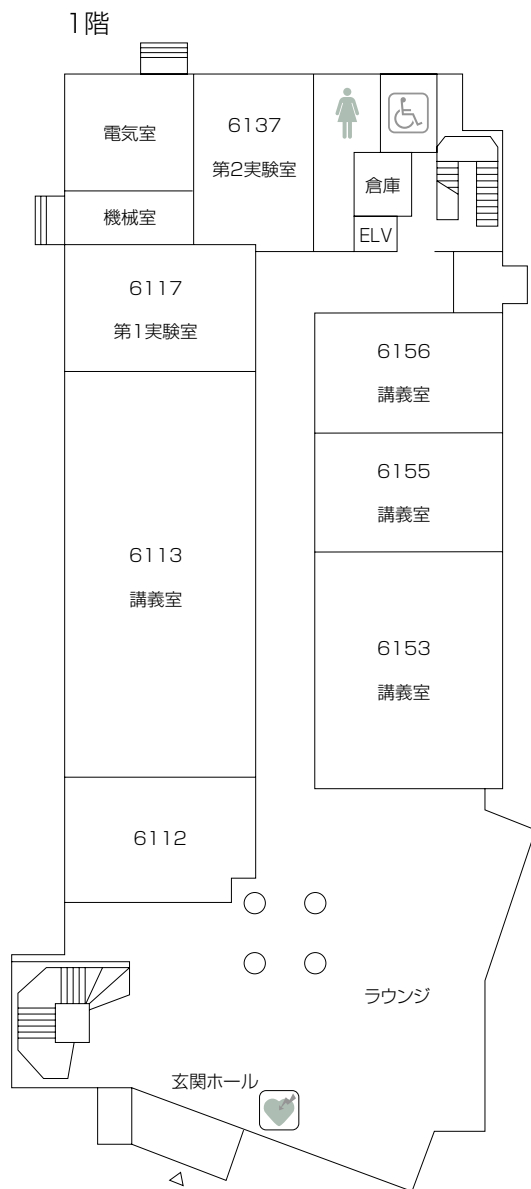 1階
電気室
6137
第2実験室
機械室
倉庫
ELV
6117
第1実験室
6156
講義室
6155
講義室
6113
講義室
6153
講義室
6112
ラウンジ
玄関ホール